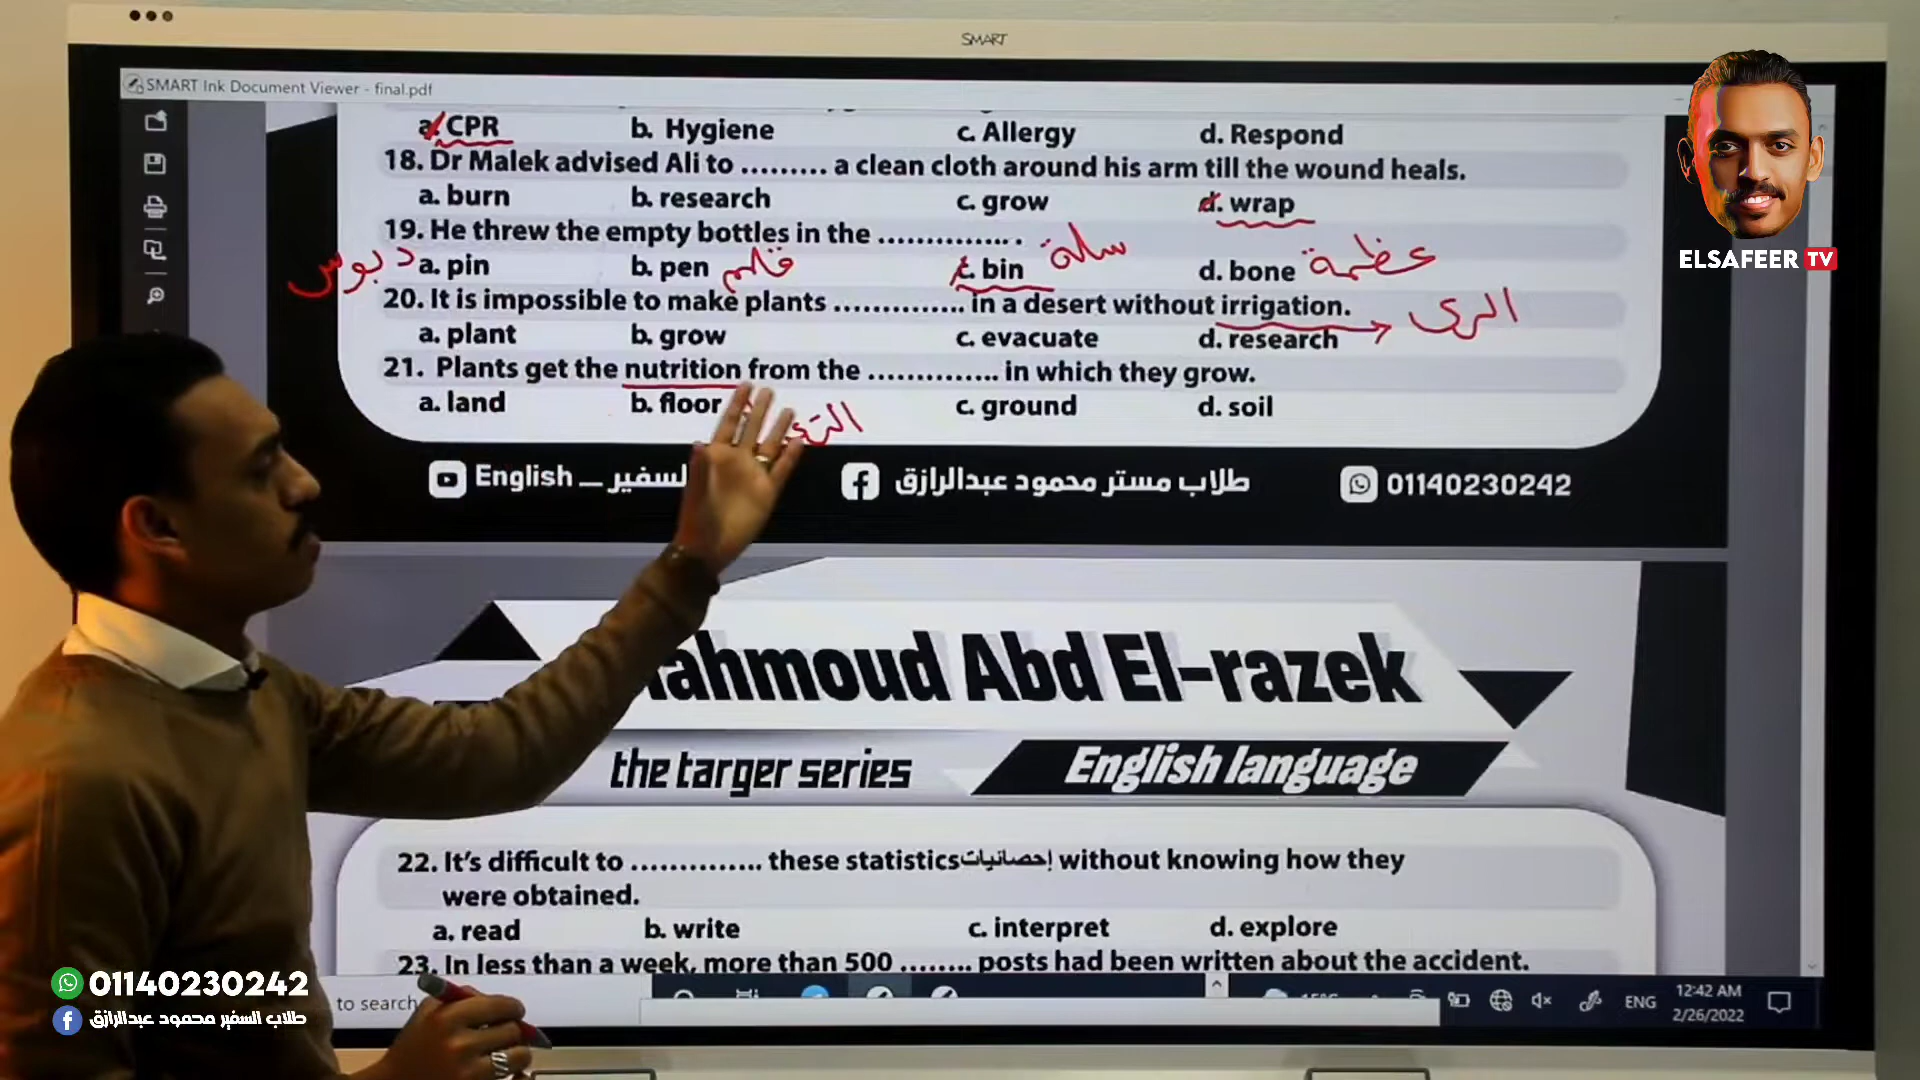 SMART
SMART Ink Document Viewer - final.pdf
a. CPR b. Hygiene c. Allergy d. Respond
18. Dr Malek advised Ali to ......... a clean cloth around his arm till the wound heals.
a. burn b. research c. grow d. wrap
19. He threw the empty bottles in the .............. .
دبوس a. pin b. pen قلم c. bin سلة d. bone عظمة
20. It is impossible to make plants ............. in a desert without irrigation. الرى
a. plant b. grow c. evacuate d. research
21. Plants get the nutrition from the ............. in which they grow.
a. land b. floor c. ground d. soil
English _ السفير
طلاب مستر محمود عبدالرازق
01140230242
Mahmoud Abd El-razek
the targer series
English language
22. It's difficult to ............. these statistics إحصائيات without knowing how they
were obtained.
a. read b. write c. interpret d. explore
23. In less than a week, more than 500 ........ posts had been written about the accident.
to search
15°C
ENG
12:42 AM
2/26/2022
ELSAFEER TV
01140230242
طلاب السفير محمود عبدالرازق